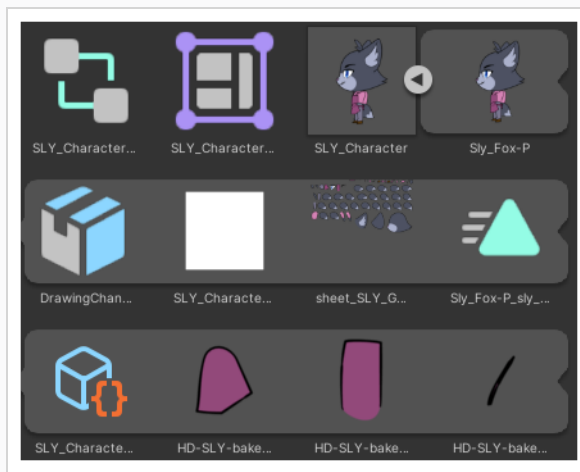 SLY_Character...
SLY_Character...
SLY_Character
Sly_Fox-P
DrawingChan...
SLY_Characte...
sheet_SLY_G...
Sly_Fox-P_sly_...
SLY_Characte...
HD-SLY-bake...
HD-SLY-bake...
HD-SLY-bake...